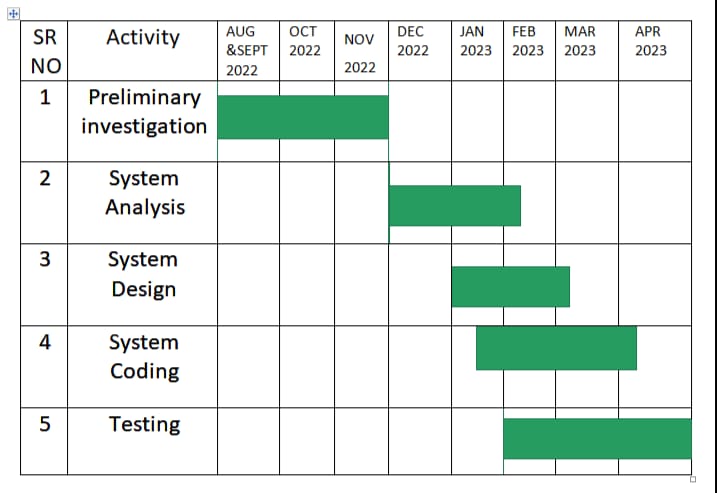 SR
NO
Activity
AUG
&SEPT
2022
OCT
2022
NOV
2022
DEC
2022
JAN
2023
FEB
2023
MAR
2023
APR
2023
1
Preliminary
investigation
2
System
Analysis
3
System
Design
4
System
Coding
5
Testing